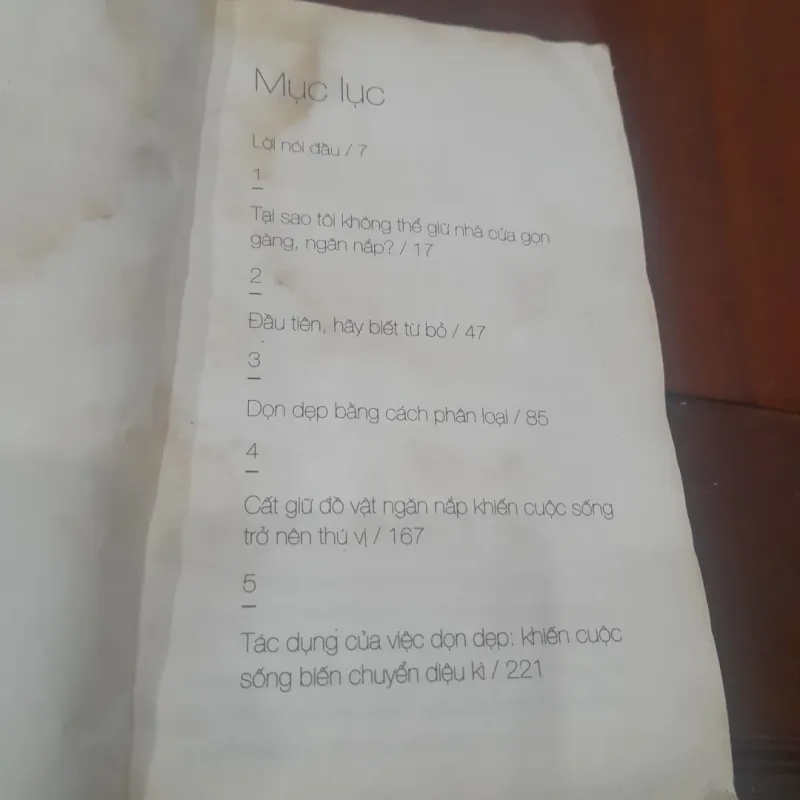 Mục lục
Lời nói đầu / 7
1
Tại sao tôi không thể giữ nhà cửa gọn
gàng, ngăn nắp? / 17
2
Đầu tiên, hãy biết từ bỏ / 47
3
Dọn dẹp bằng cách phân loại / 85
4
Cất giữ đồ vật ngăn nắp khiến cuộc sống
trở nên thú vị / 167
5
Tác dụng của việc dọn dẹp: khiến cuộc
sống biến chuyển diệu kì / 221